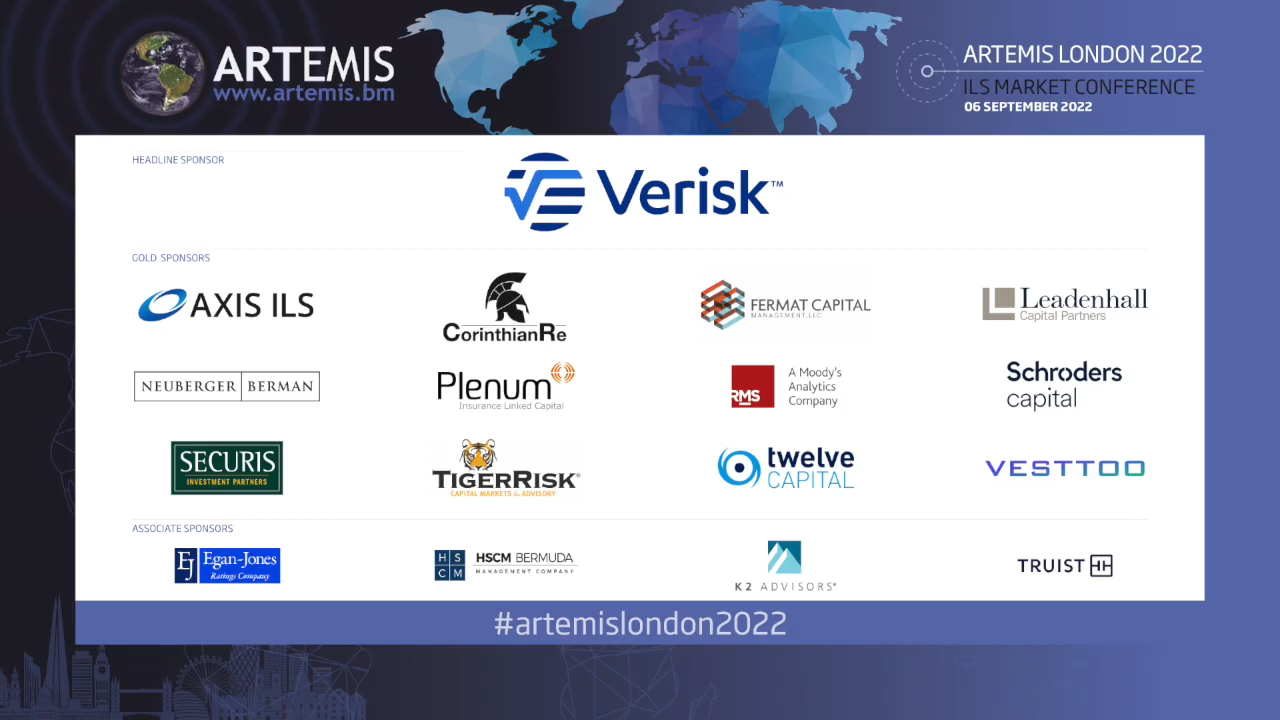 ARTEMIS
www.artemis.bm
ARTEMIS LONDON 2022
ILS MARKET CONFERENCE
06 SEPTEMBER 2022
HEADLINE SPONSOR
Verisk™
GOLD SPONSORS
AXIS ILS
CorinthianRe
FERMAT CAPITAL
MANAGEMENT, LLC
Leadenhall
Capital Partners
NEUBERGER BERMAN
Plenum
Insurance Linked Capital
RMS
A Moody's
Analytics
Company
Schroders
capital
SECURIS
INVESTMENT PARTNERS
TIGERRISK®
CAPITAL MARKETS & ADVISORY
twelve
CAPITAL
VESTTOO
ASSOCIATE SPONSORS
EJ
Egan-Jones
Ratings Company
HS
CM
HSCM BERMUDA
MANAGEMENT COMPANY
K2 ADVISORS®
TRUIST
#artemislondon2022